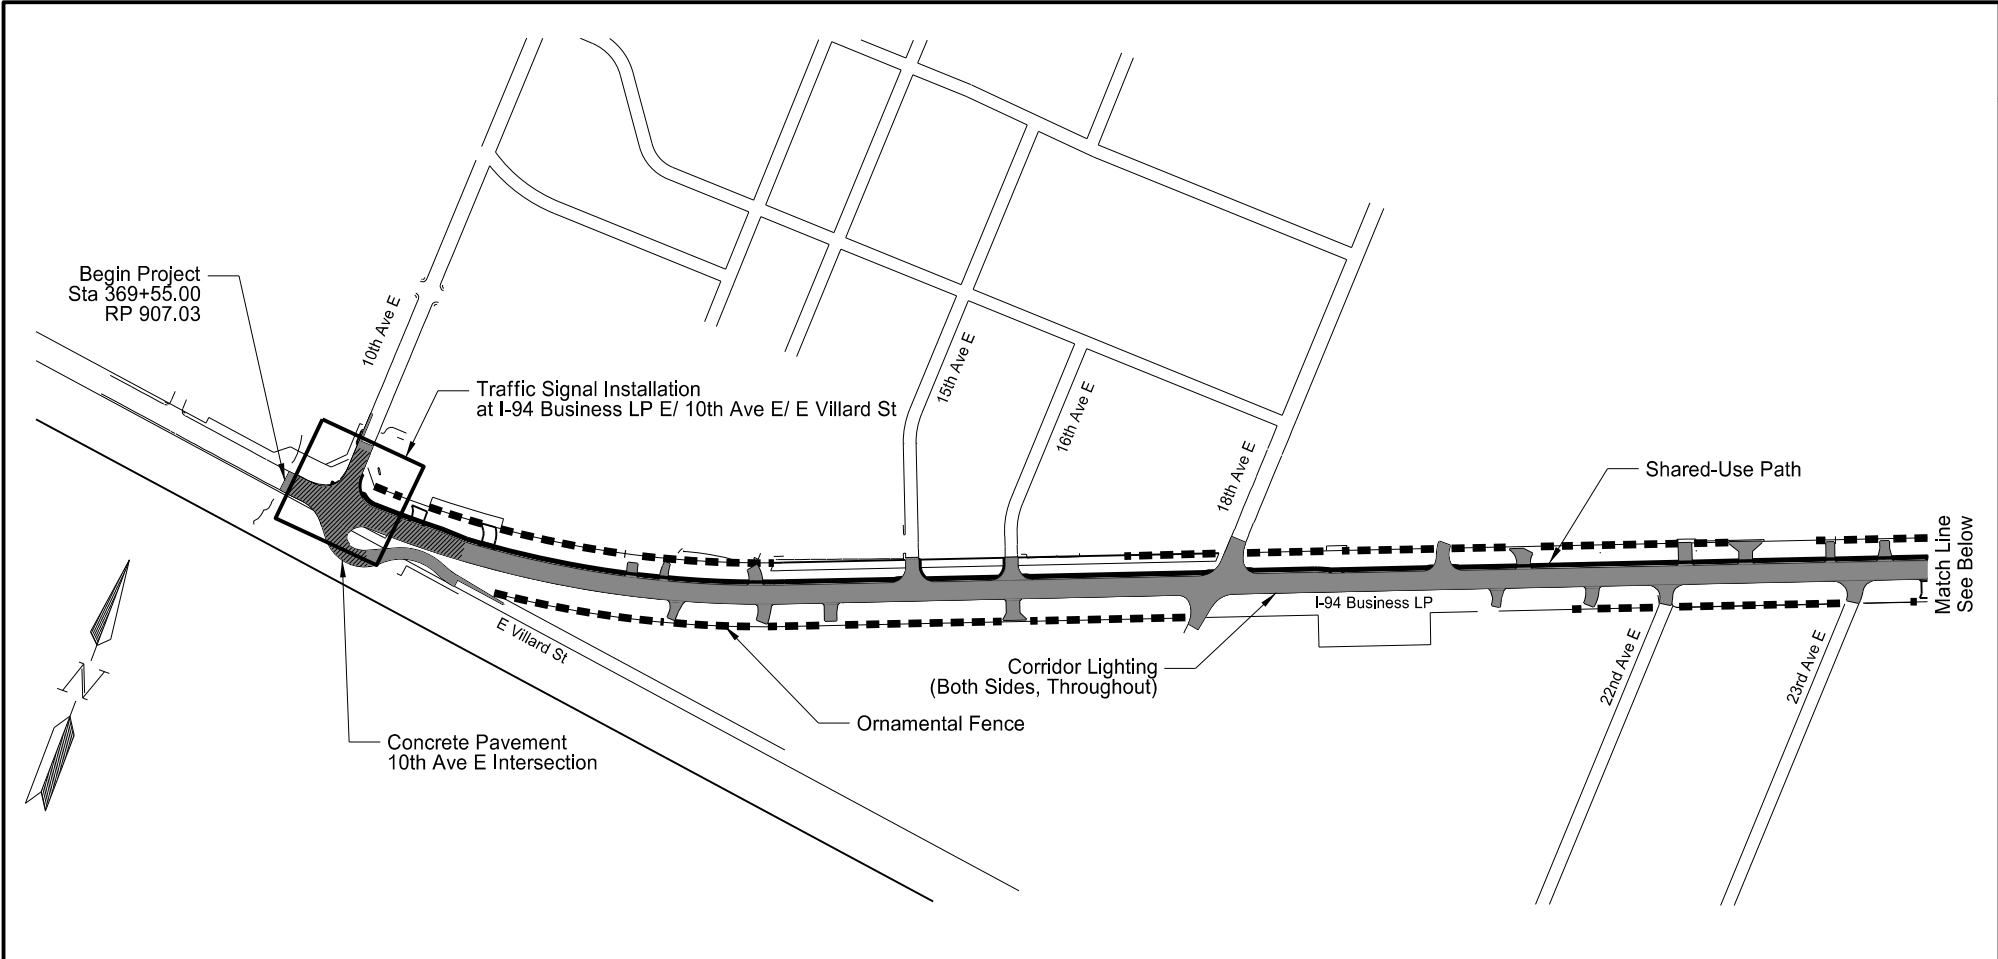 Begin Project
Sta 369+55.00
RP 907.03
10th Ave E
Traffic Signal Installation
at I-94 Business LP E/ 10th Ave E/ E Villard St
15th Ave E
16th Ave E
18th Ave E
Shared-Use Path
Match Line
See Below
I-94 Business LP
E Villard St
Corridor Lighting
(Both Sides, Throughout)
22nd Ave E
23rd Ave E
Ornamental Fence
Concrete Pavement
10th Ave E Intersection
N